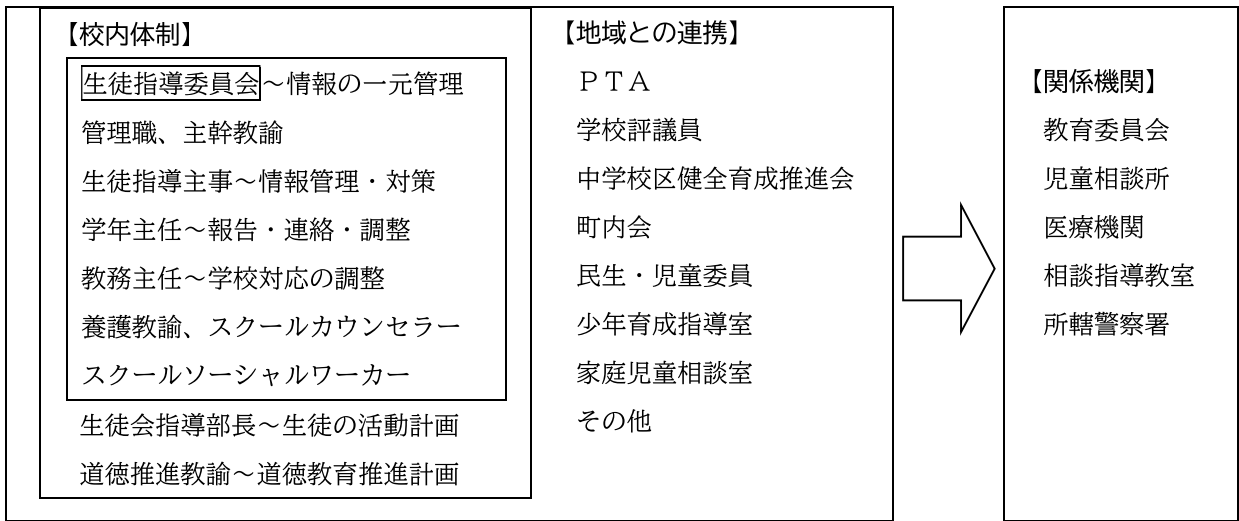 【校内体制】
生徒指導委員会～情報の一元管理
管理職、主幹教諭
生徒指導主事～情報管理・対策
学年主任～報告・連絡・調整
教務主任～学校対応の調整
養護教諭、スクールカウンセラー
スクールソーシャルワーカー
生徒会指導部長～生徒の活動計画
道徳推進教諭～道徳教育推進計画
【地域との連携】
ＰＴＡ
学校評議員
中学校区健全育成推進会
町内会
民生・児童委員
少年育成指導室
家庭児童相談室
その他
【関係機関】
教育委員会
児童相談所
医療機関
相談指導教室
所轄警察署